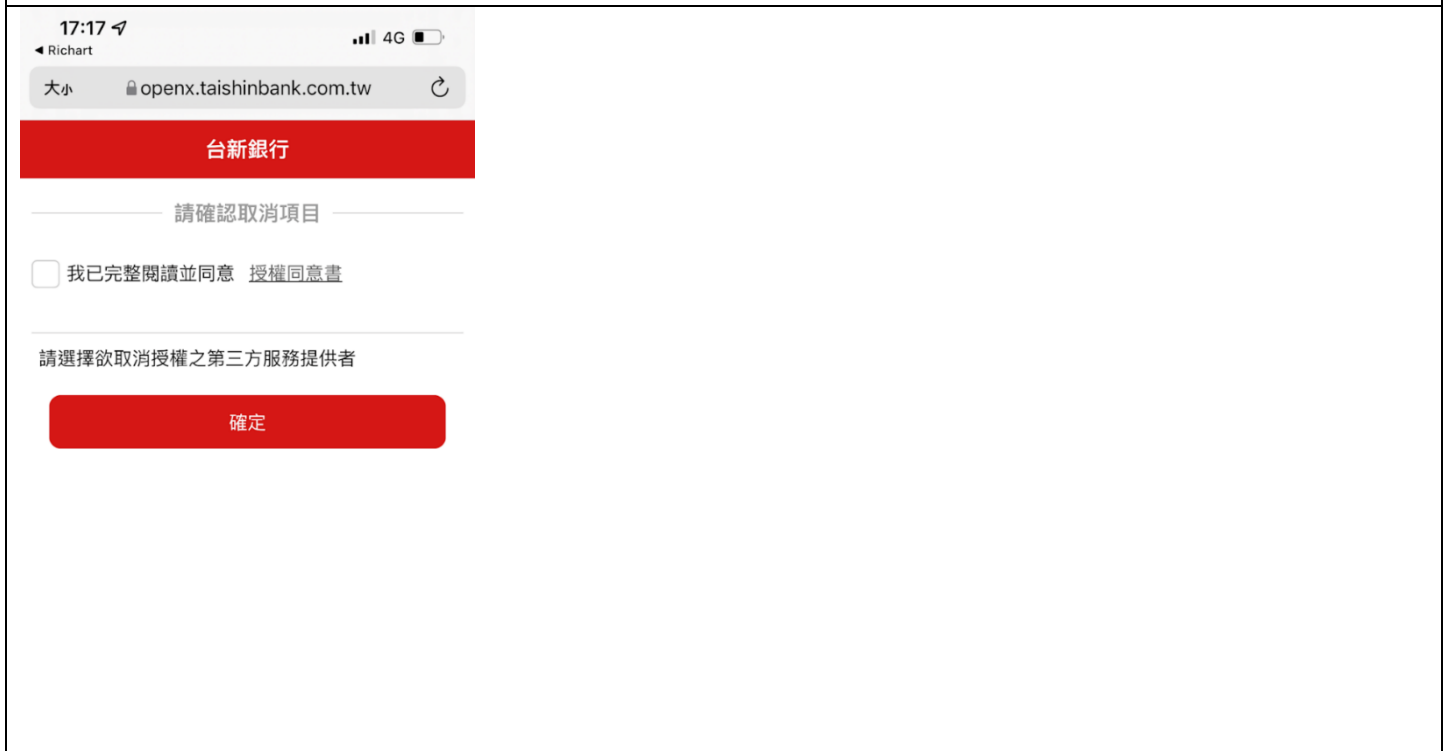 17:17
4G
◀ Richart
大小 openx.taishinbank.com.tw
台新銀行
請確認取消項目
我已完整閱讀並同意 授權同意書
請選擇欲取消授權之第三方服務提供者
確定